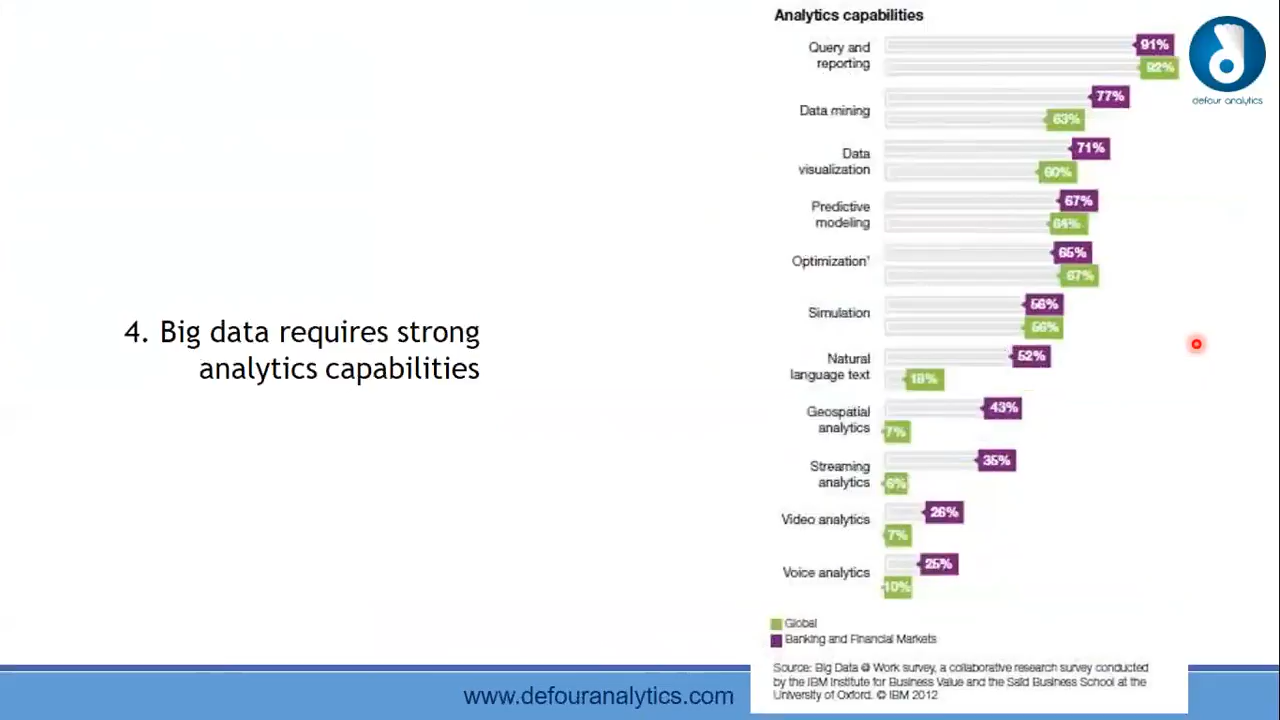 Analytics capabilities
Query and
reporting
91%
92%
Data mining
77%
63%
Data
visualization
71%
60%
Predictive
modeling
67%
64%
Optimization¹
65%
67%
Simulation
56%
56%
Natural
language text
52%
18%
Geospatial
analytics
43%
7%
Streaming
analytics
35%
6%
Video analytics
26%
7%
Voice analytics
25%
10%
Global
Banking and Financial Markets
Source: Big Data @ Work survey, a collaborative research survey conducted
by the IBM Institute for Business Value and the Saïd Business School at the
University of Oxford. © IBM 2012
defour analytics
4. Big data requires strong
analytics capabilities
www.defouranalytics.com